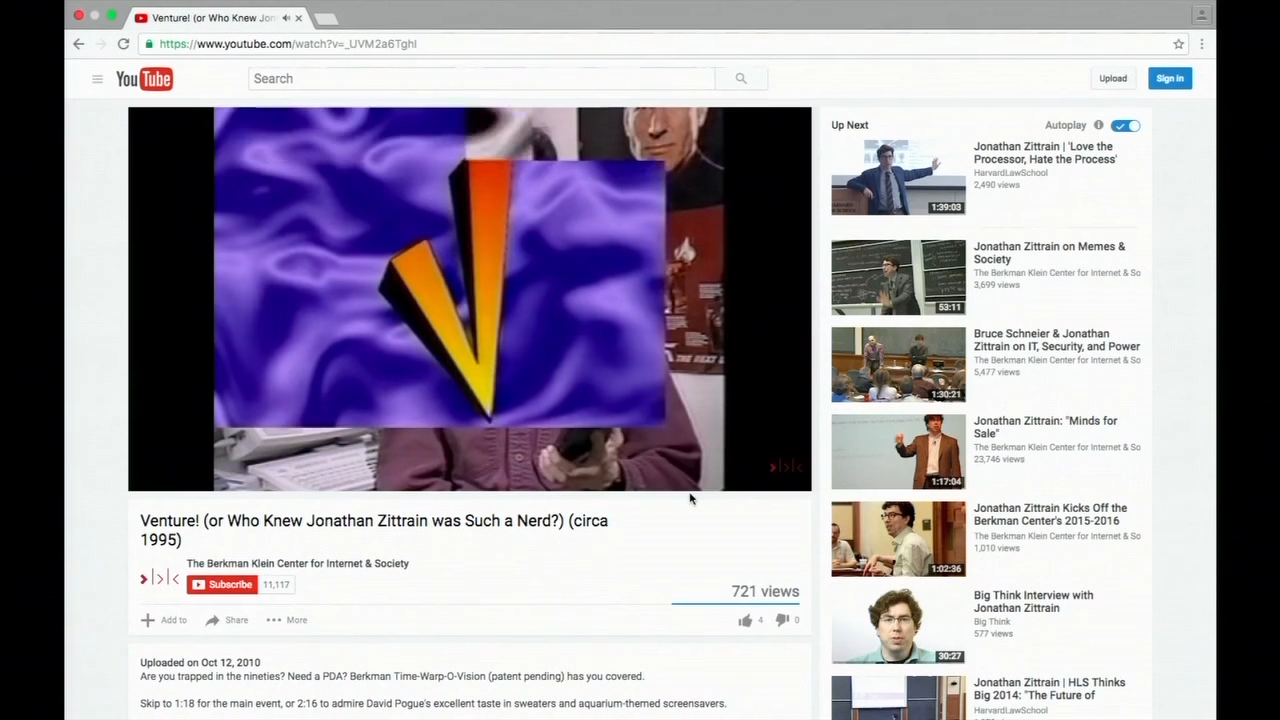 Venture! (or Who Knew Jon
https://www.youtube.com/watch?v=_UVM2a6TghI
YouTube
Search
Upload
Sign in
THE NEXT
Venture! (or Who Knew Jonathan Zittrain was Such a Nerd?) (circa
1995)
The Berkman Klein Center for Internet & Society
Subscribe
11,117
721 views
Add to
Share
More
4
0
Uploaded on Oct 12, 2010
Are you trapped in the nineties? Need a PDA? Berkman Time-Warp-O-Vision (patent pending) has you covered.
Skip to 1:18 for the main event, or 2:16 to admire David Pogue's excellent taste in sweaters and aquarium-themed screensavers.
Up Next
Autoplay
Jonathan Zittrain | 'Love the
Processor, Hate the Process'
HarvardLawSchool
2,490 views
1:39:03
Jonathan Zittrain on Memes &
Society
The Berkman Klein Center for Internet & So
3,699 views
53:11
Bruce Schneier & Jonathan
Zittrain on IT, Security, and Power
The Berkman Klein Center for Internet & So
5,477 views
1:30:21
Jonathan Zittrain: "Minds for
Sale"
The Berkman Klein Center for Internet & So
23,746 views
1:17:04
Jonathan Zittrain Kicks Off the
Berkman Center's 2015-2016
The Berkman Klein Center for Internet & So
1,010 views
1:02:36
Big Think Interview with
Jonathan Zittrain
Big Think
577 views
30:27
Jonathan Zittrain | HLS Thinks
Big 2014: "The Future of
HarvardLawSchool